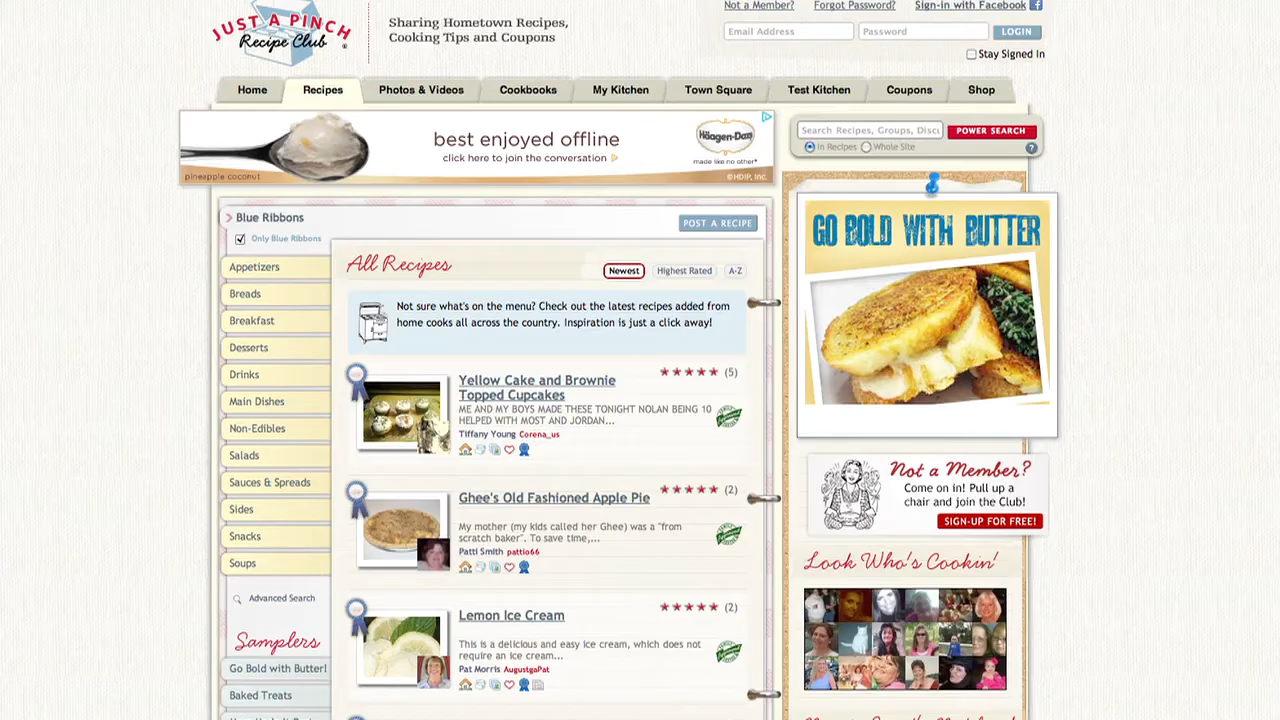 JUST A PINCH
Recipe Club
Sharing Hometown Recipes,
Cooking Tips and Coupons
Not a Member?
Forgot Password?
Sign-in with Facebook
Email Address
Password
LOGIN
Stay Signed In
Home
Recipes
Photos & Videos
Cookbooks
My Kitchen
Town Square
Test Kitchen
Coupons
Shop
best enjoyed offline
click here to join the conversation
Häagen-Dazs
made like no other*
pineapple coconut
©HDIP, Inc.
Search Recipes, Groups, Discu
POWER SEARCH
In Recipes
Whole Site
?
Blue Ribbons
Only Blue Ribbons
POST A RECIPE
Appetizers
Breads
Breakfast
Desserts
Drinks
Main Dishes
Non-Edibles
Salads
Sauces & Spreads
Sides
Snacks
Soups
Advanced Search
Samplers
Go Bold with Butter!
Baked Treats
All Recipes
Newest
Highest Rated
A-Z
Not sure what's on the menu? Check out the latest recipes added from
home cooks all across the country. Inspiration is just a click away!
Yellow Cake and Brownie
Topped Cupcakes
(5)
ME AND MY BOYS MADE THESE TONIGHT NOLAN BEING 10
HELPED WITH MOST AND JORDAN...
Tiffany Young Corena_us
Ghee's Old Fashioned Apple Pie
(2)
My mother (my kids called her Ghee) was a "from
scratch baker". To save time,...
Patti Smith pattio66
Lemon Ice Cream
(2)
This is a delicious and easy ice cream, which does not
require an ice cream...
Pat Morris AugustgaPat
GO BOLD WITH BUTTER
Not a Member?
Come on in! Pull up a
chair and join the Club!
SIGN-UP FOR FREE!
Look Who's Cookin'